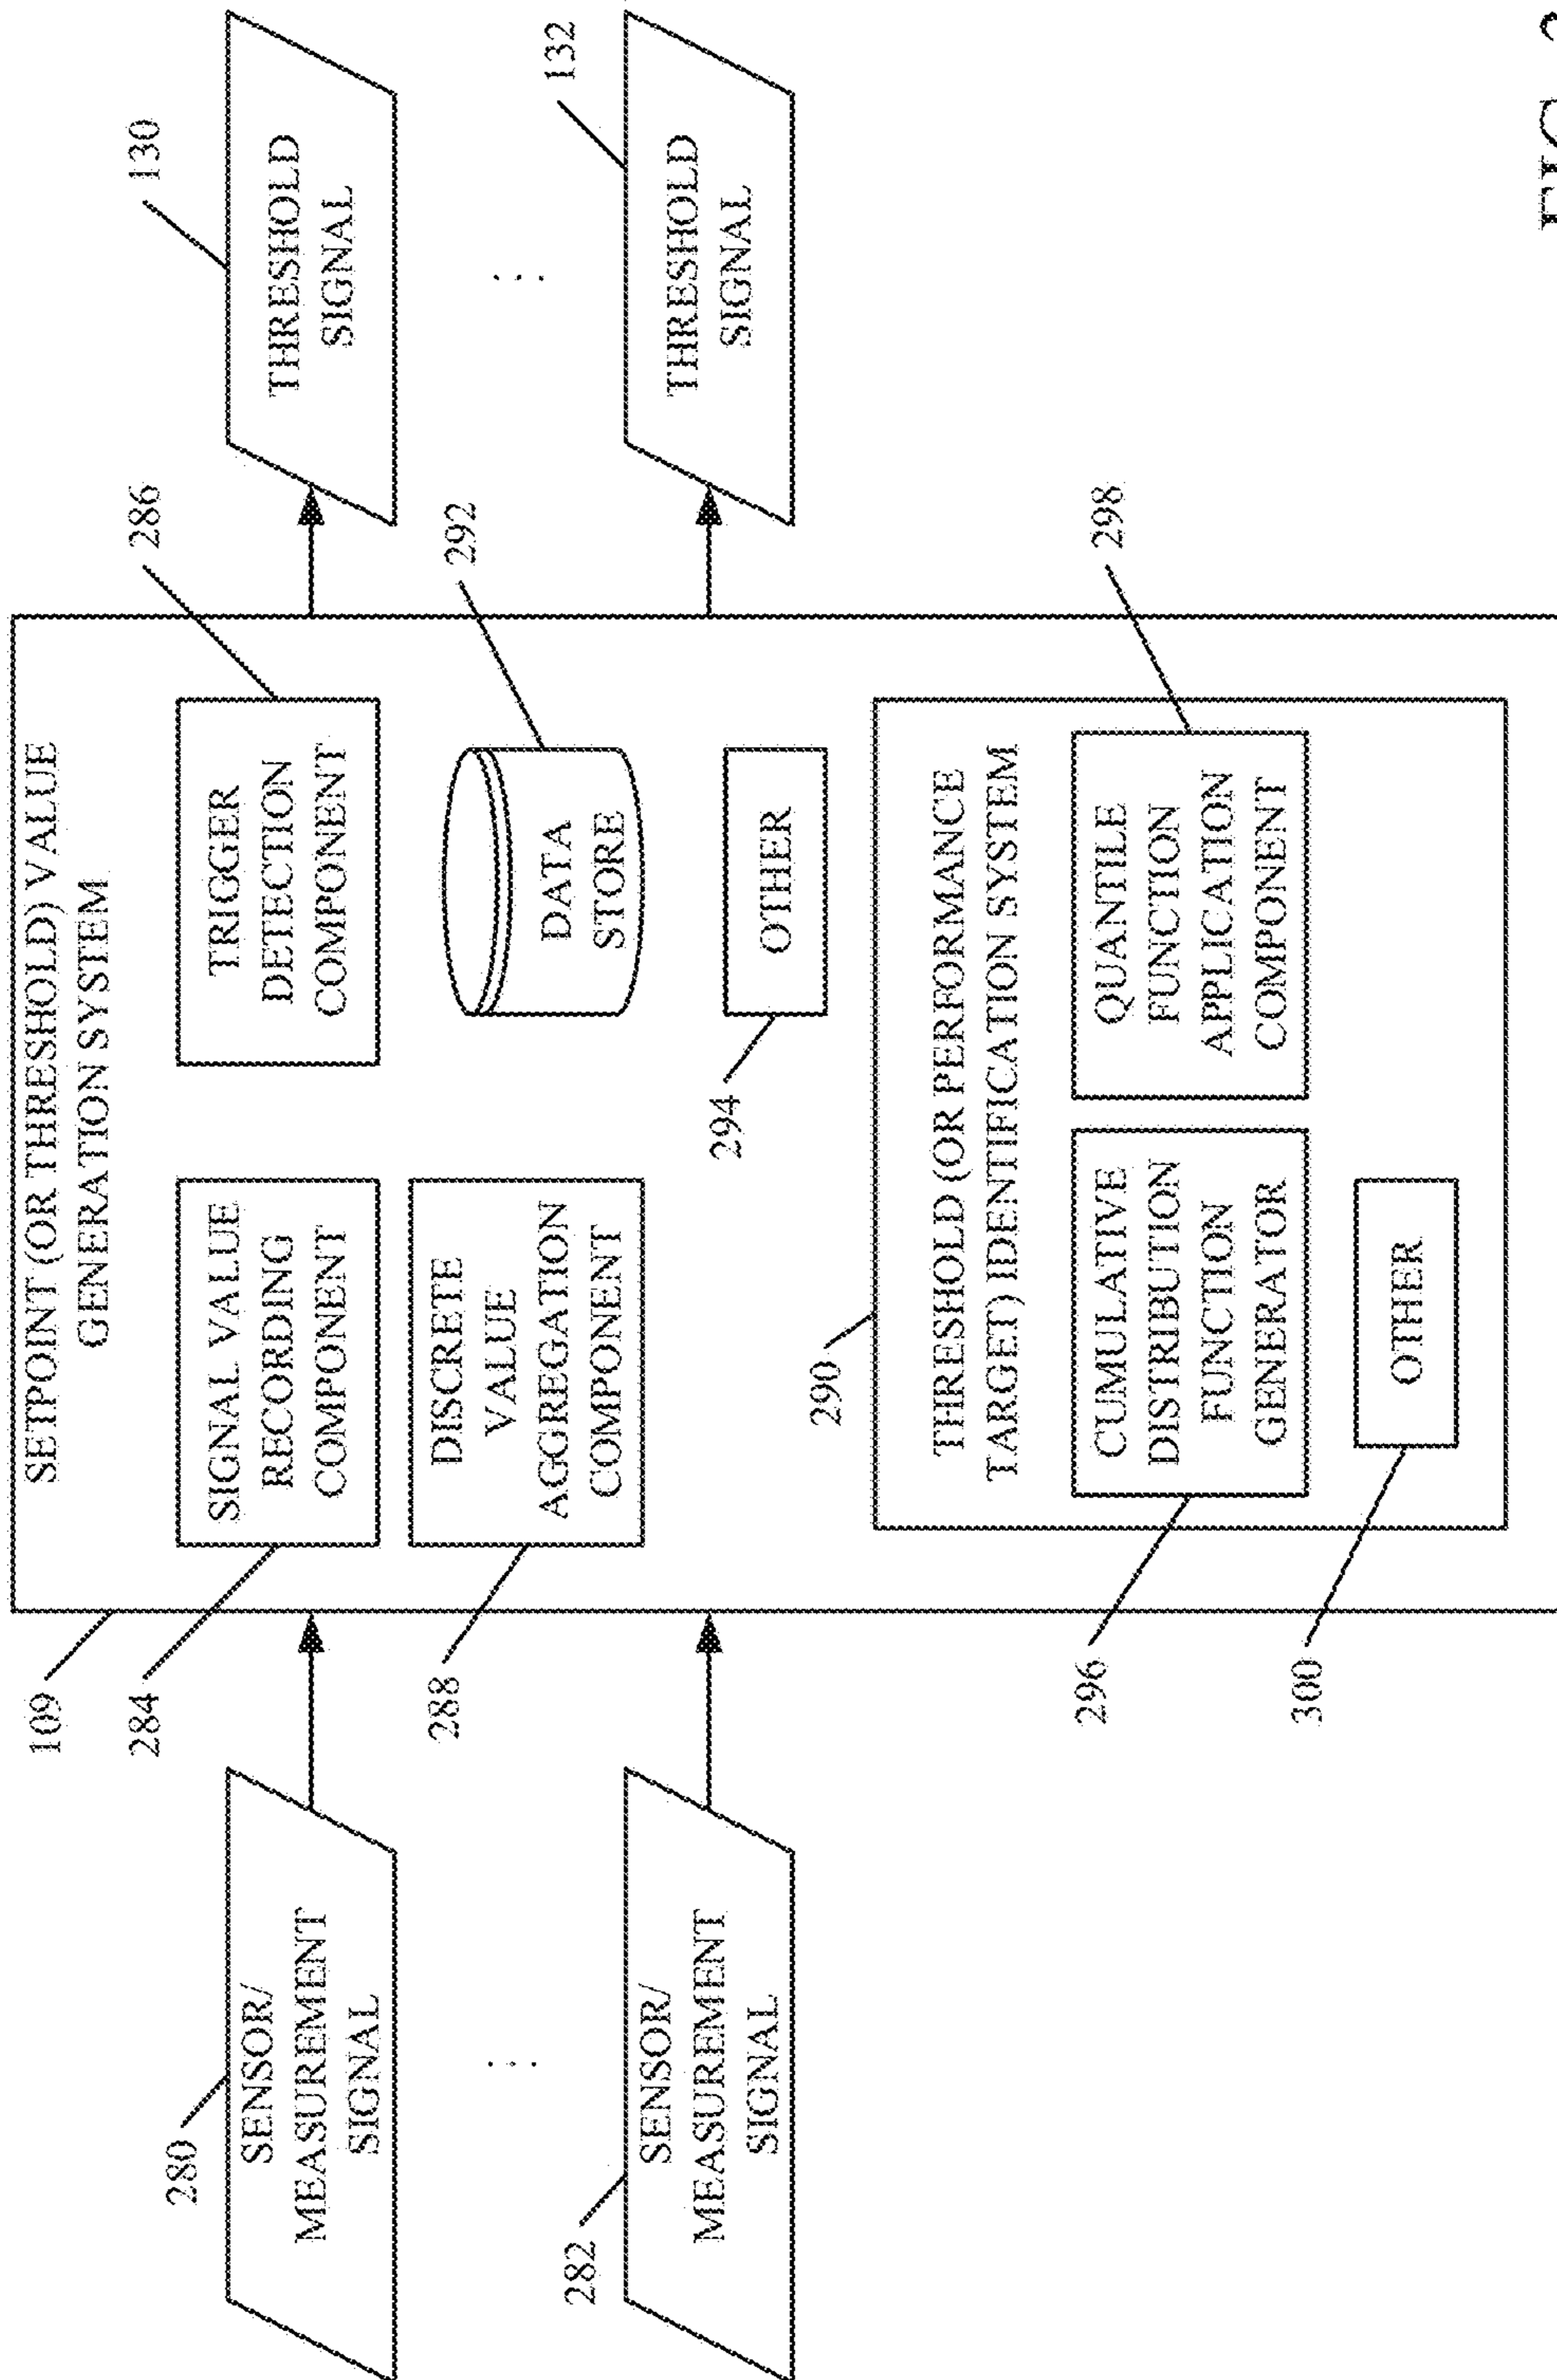 109
SETPOINT (OR THRESHOLD) VALUE
GENERATION SYSTEM
280
SENSOR/
MEASUREMENT
SIGNAL
...
282
SENSOR/
MEASUREMENT
SIGNAL
284
SIGNAL VALUE
RECORDING
COMPONENT
286
TRIGGER
DETECTION
COMPONENT
288
DISCRETE
VALUE
AGGREGATION
COMPONENT
292
DATA
STORE
294
OTHER
290
THRESHOLD (OR PERFORMANCE
TARGET) IDENTIFICATION SYSTEM
296
CUMULATIVE
DISTRIBUTION
FUNCTION
GENERATOR
298
QUANTILE
FUNCTION
APPLICATION
COMPONENT
300
OTHER
130
THRESHOLD
SIGNAL
...
132
THRESHOLD
SIGNAL
FIG.